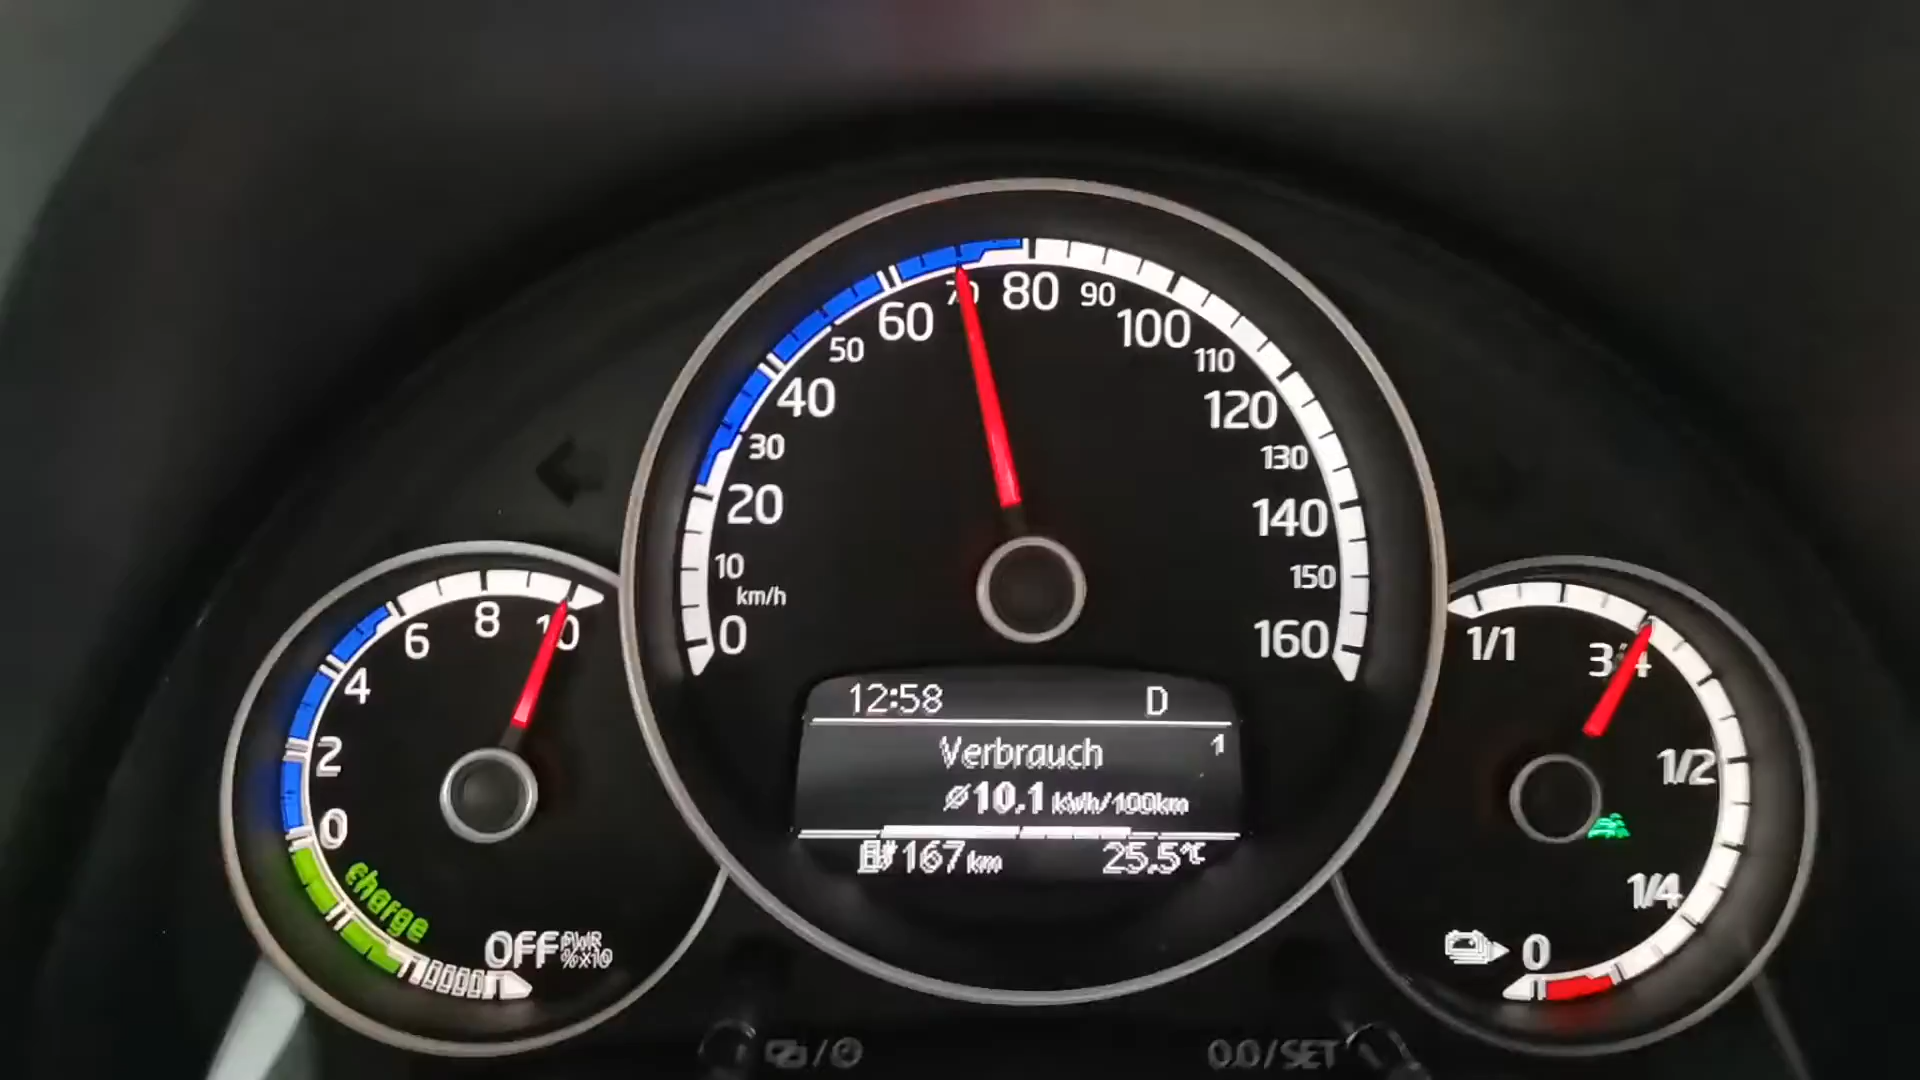 0
10
20
30
40
50
60
70
80
90
100
110
120
130
140
150
160
km/h
12:58 D
Verbrauch 1
ø10.1 kWh/100km
167 km 25.5°C
10
8
6
4
2
0
charge
OFF
PWR
%x10
1/1
3/4
1/2
1/4
0
0.0/SET